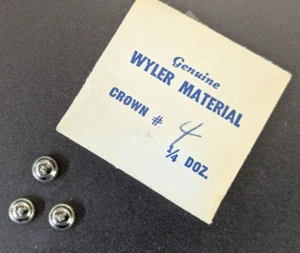 Genuine
WYLER MATERIAL
CROWN # 4
1/4 DOZ.